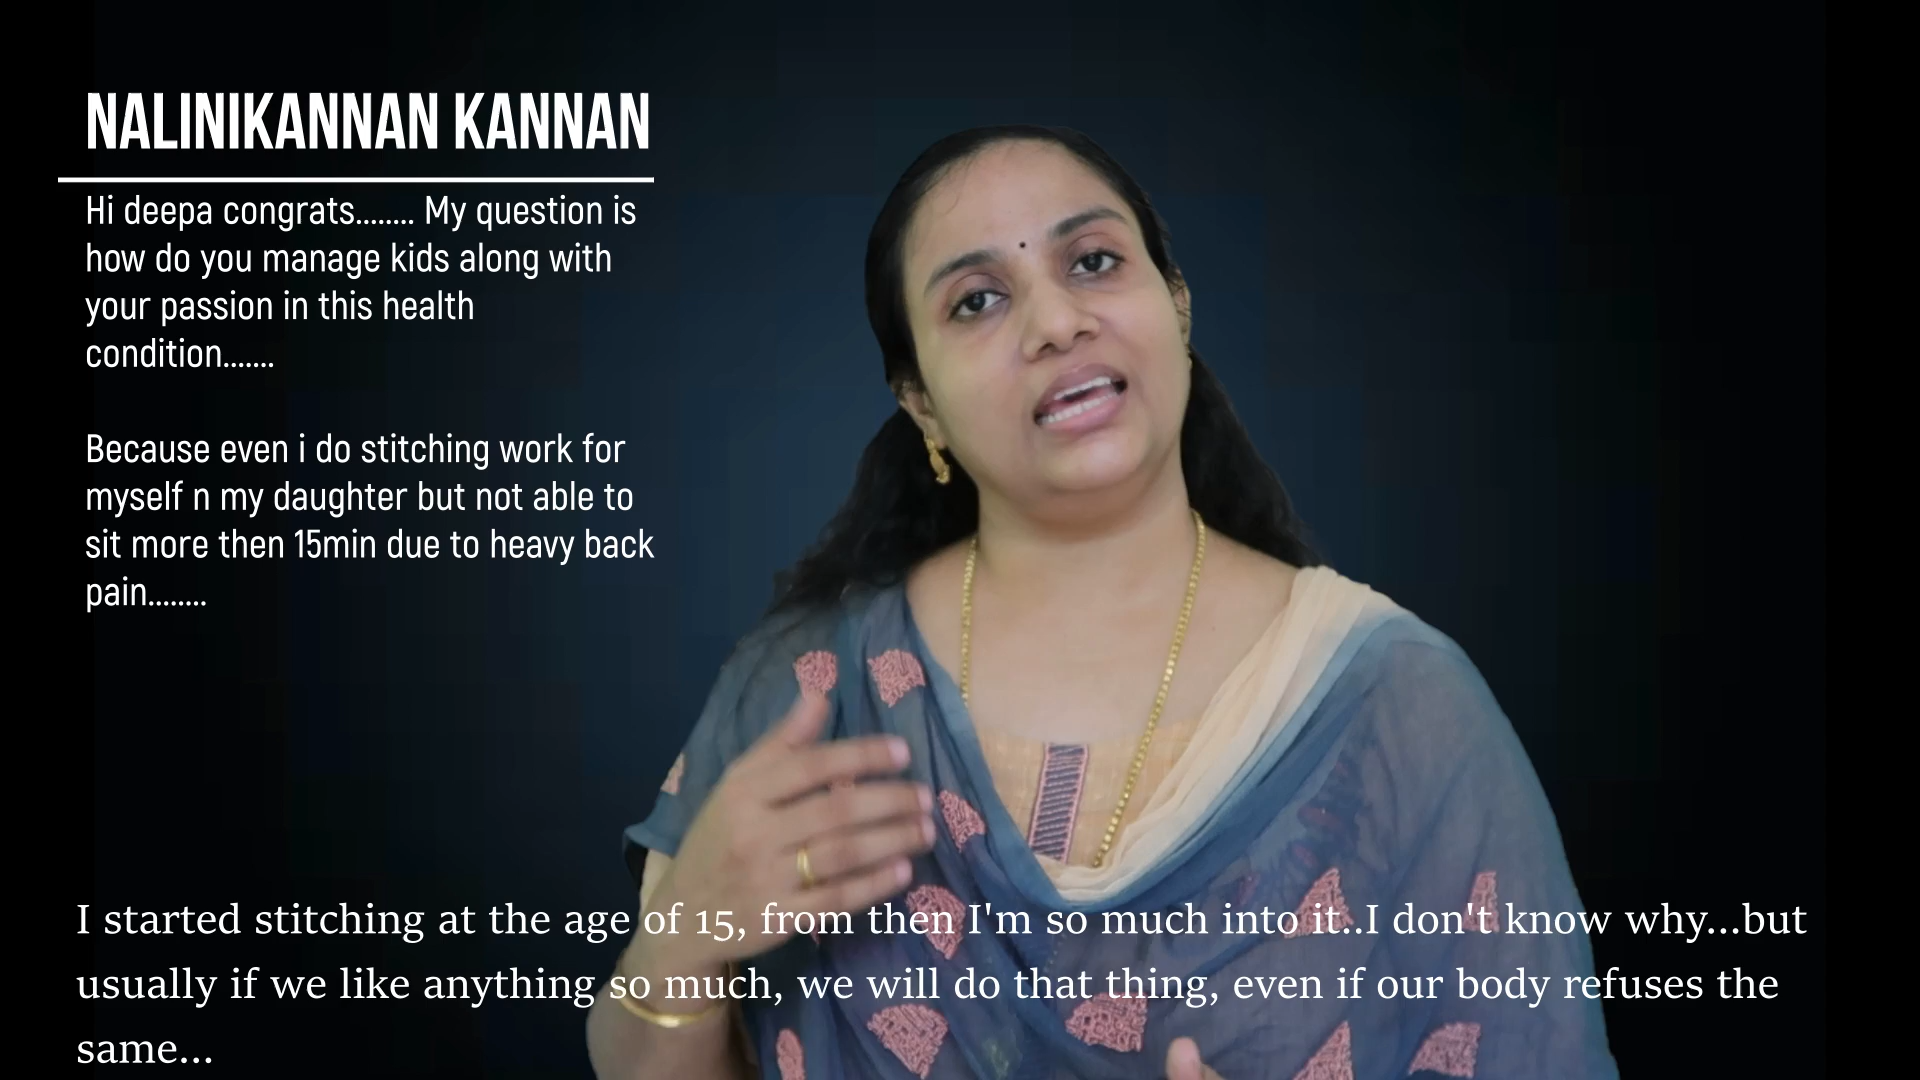 NALINIKANNAN KANNAN
Hi deepa congrats........ My question is
how do you manage kids along with
your passion in this health
condition.......
Because even i do stitching work for
myself n my daughter but not able to
sit more then 15min due to heavy back
pain........
I started stitching at the age of 15, from then I'm so much into it..I don't know why...but
usually if we like anything so much, we will do that thing, even if our body refuses the
same...